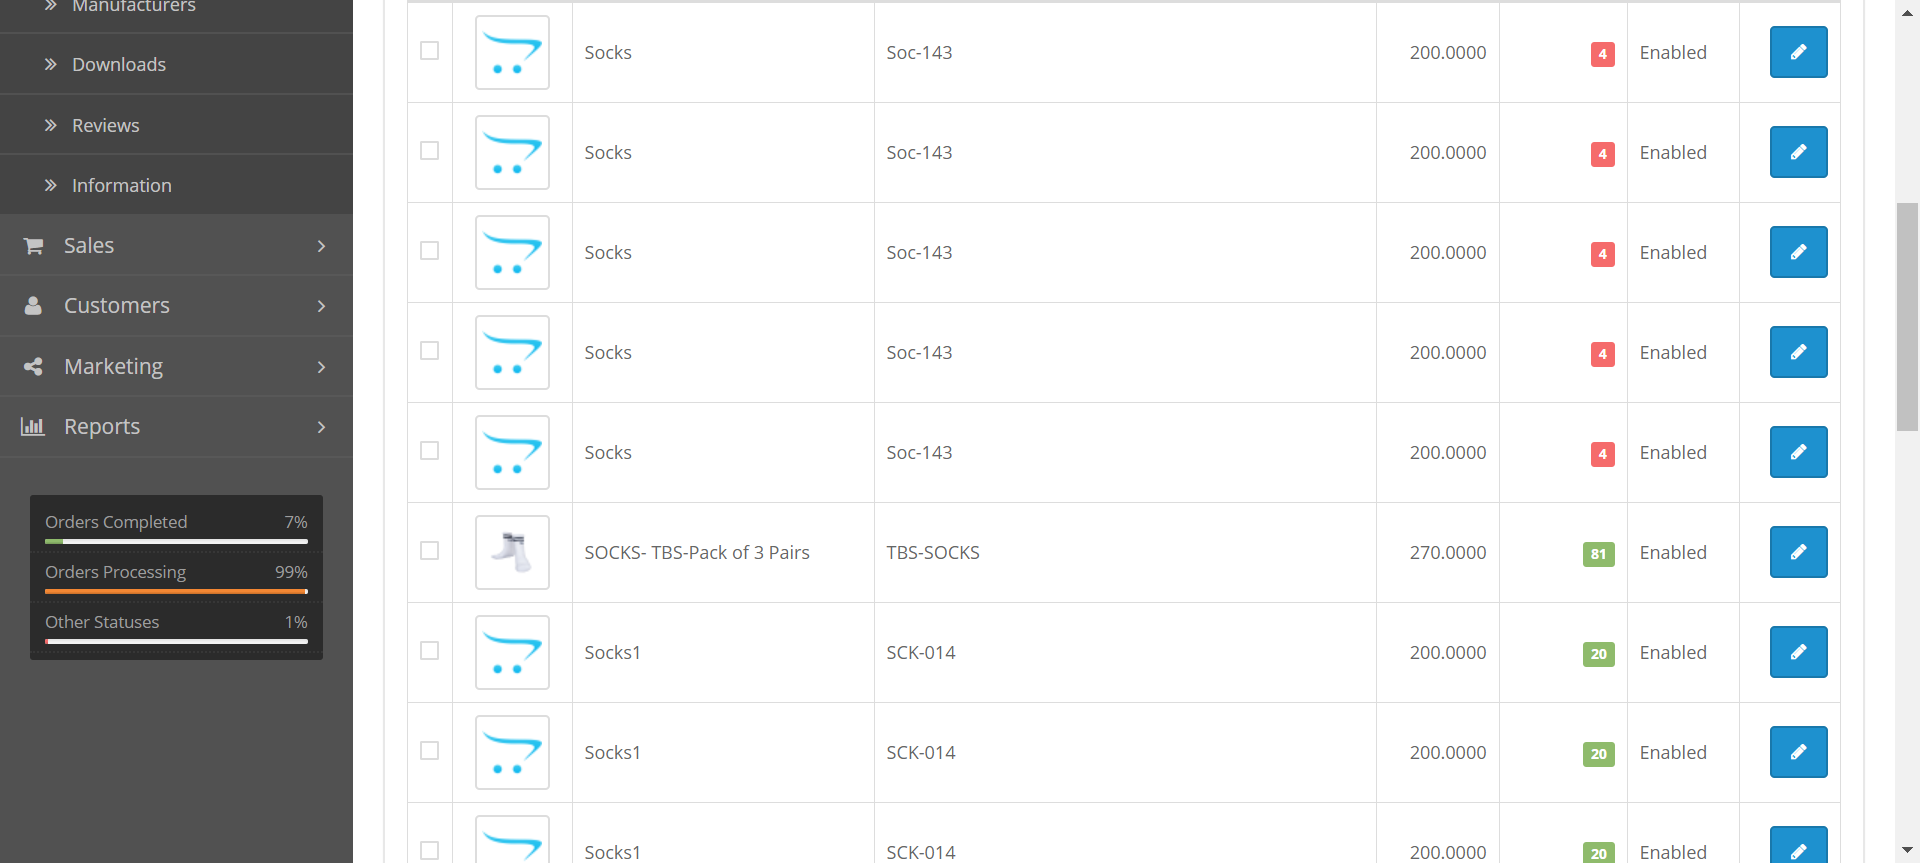 Manufacturers
Downloads
Reviews
Information
Sales
Customers
Marketing
Reports
Orders Completed 7%
Orders Processing 99%
Other Statuses 1%
Socks Soc-143 200.0000 4 Enabled
Socks Soc-143 200.0000 4 Enabled
Socks Soc-143 200.0000 4 Enabled
Socks Soc-143 200.0000 4 Enabled
Socks Soc-143 200.0000 4 Enabled
SOCKS- TBS-Pack of 3 Pairs TBS-SOCKS 270.0000 81 Enabled
Socks1 SCK-014 200.0000 20 Enabled
Socks1 SCK-014 200.0000 20 Enabled
Socks1 SCK-014 200.0000 20 Enabled